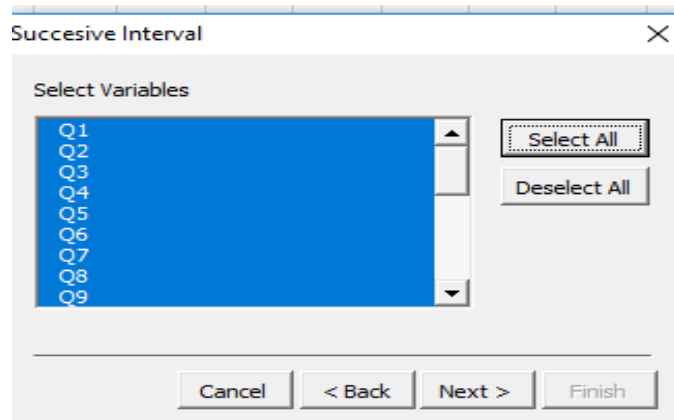 Succesive Interval
Select Variables
Q1
Q2
Q3
Q4
Q5
Q6
Q7
Q8
Q9
Select All
Deselect All
Cancel
< Back
Next >
Finish